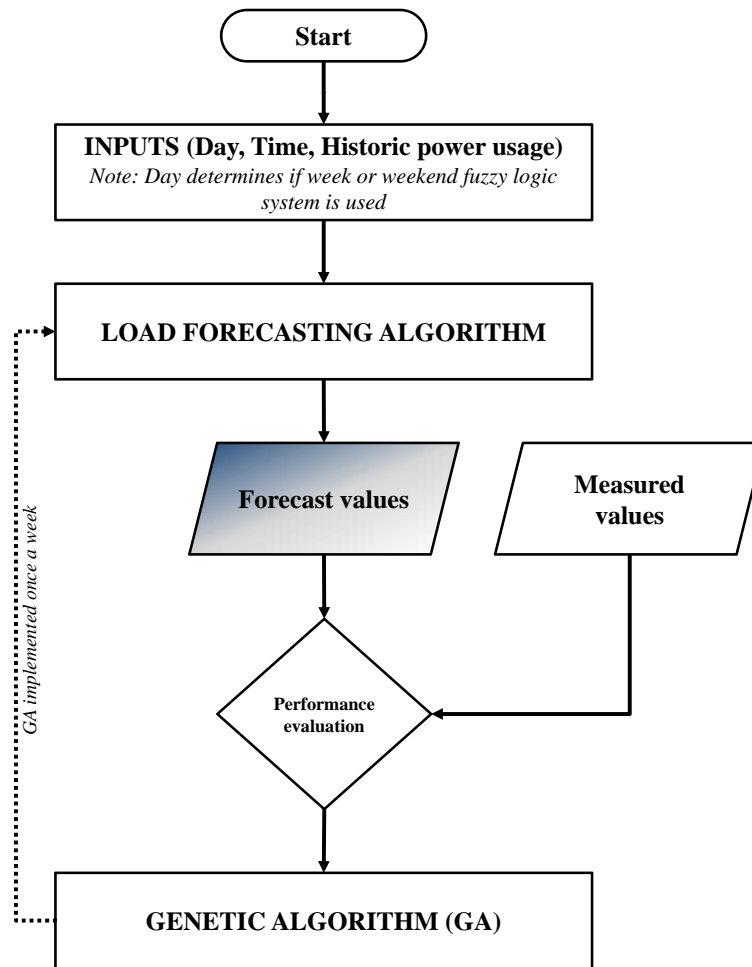 Start
INPUTS (Day, Time, Historic power usage)
Note: Day determines if week or weekend fuzzy logic
system is used
LOAD FORECASTING ALGORITHM
Forecast values
Measured
values
GA implemented once a week
Performance
evaluation
GENETIC ALGORITHM (GA)